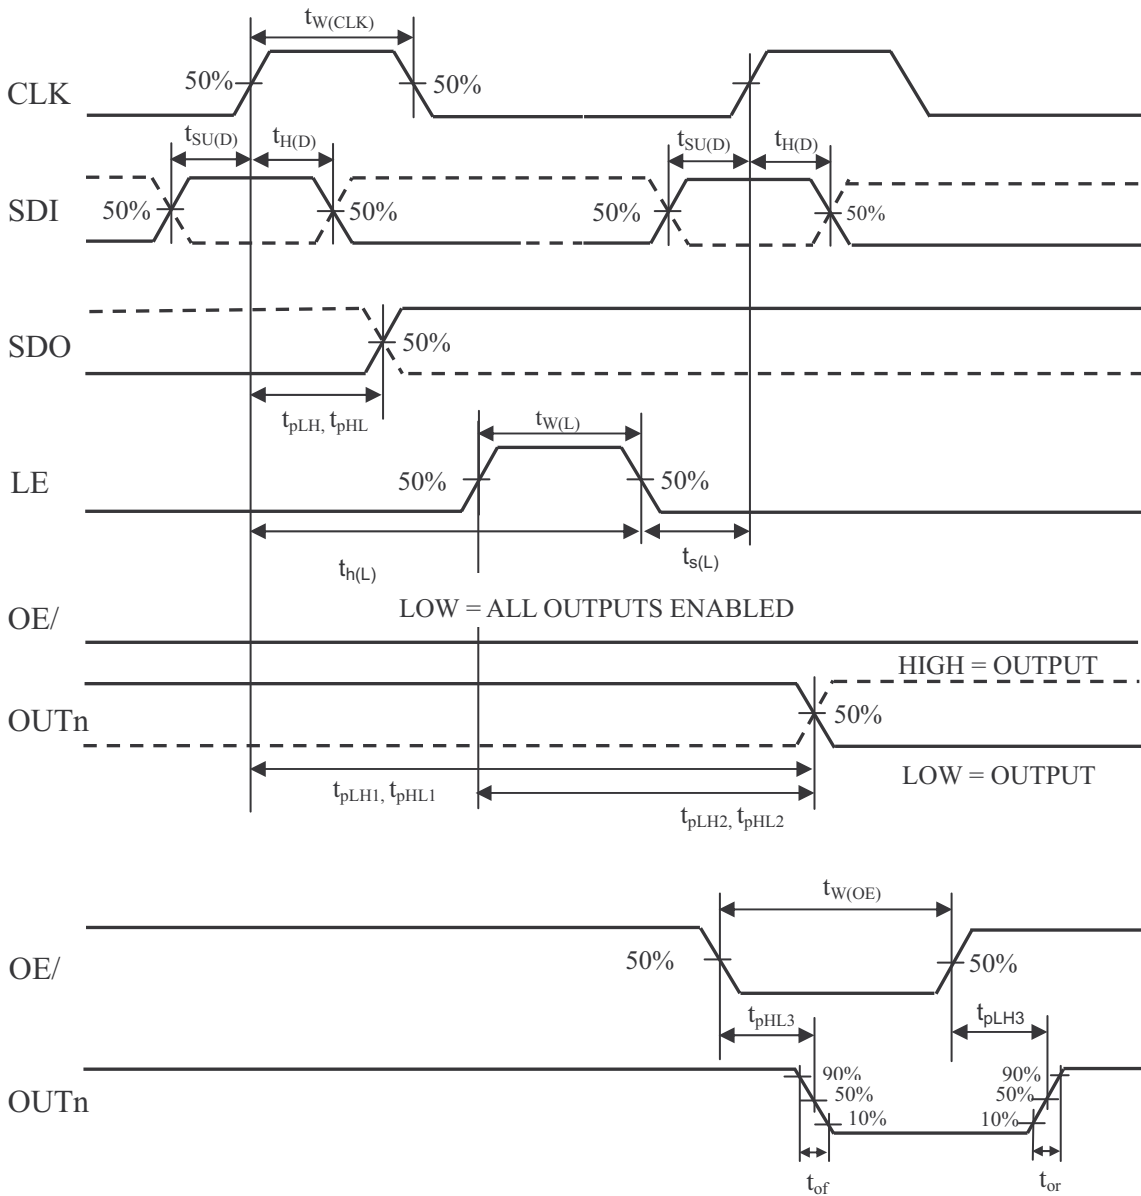 tW(CLK)
CLK
50%
50%
tSU(D)
tH(D)
tSU(D)
tH(D)
SDI
50%
50%
50%
50%
SDO
50%
tpLH, tpHL
tW(L)
LE
50%
50%
th(L)
ts(L)
OE/
LOW = ALL OUTPUTS ENABLED
HIGH = OUTPUT
OUTn
50%
LOW = OUTPUT
tpLH1, tpHL1
tpLH2, tpHL2
tW(OE)
OE/
50%
50%
tpHL3
tpLH3
OUTn
90%
50%
10%
90%
50%
10%
tof
tor